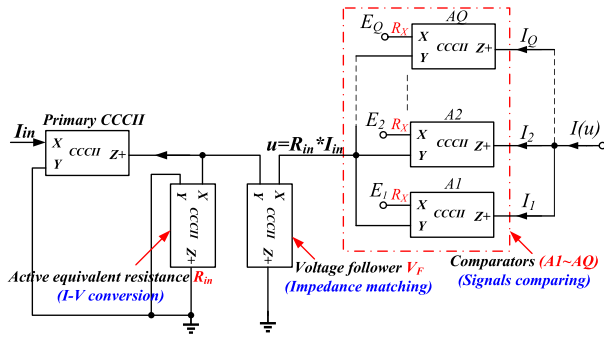 AQ
E_Q R_X X CCCII Z+ I_Q
Y
Iin Primary CCCII
X CCCII Z+
Y
u=R_in*I_in
A2
E_2 R_X X CCCII Z+ I_2 I(u)
Y
A1
E_1 R_X X CCCII Z+ I_1
Y
Y X CCCII Z+
Y X CCCII Z+
Active equivalent resistance R_in
(I-V conversion)
Voltage follower V_F
(Impedance matching)
Comparators (A1~AQ)
(Signals comparing)